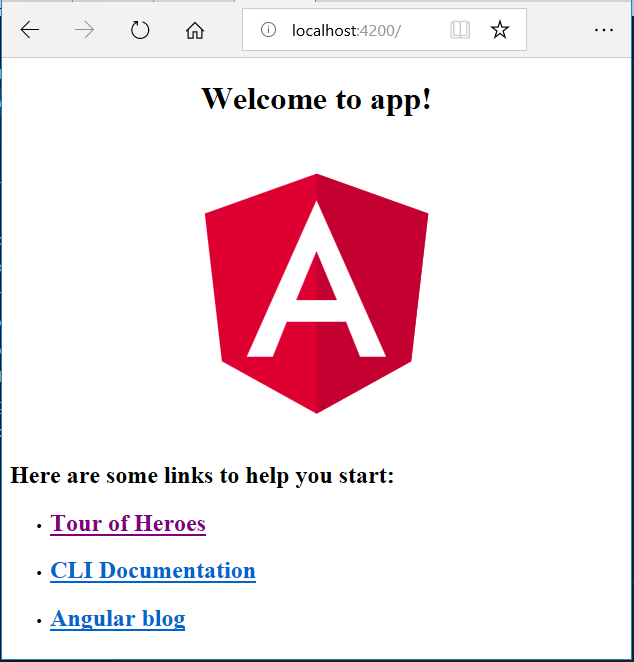 localhost:4200/
Welcome to app!
A
Here are some links to help you start:
Tour of Heroes
CLI Documentation
Angular blog